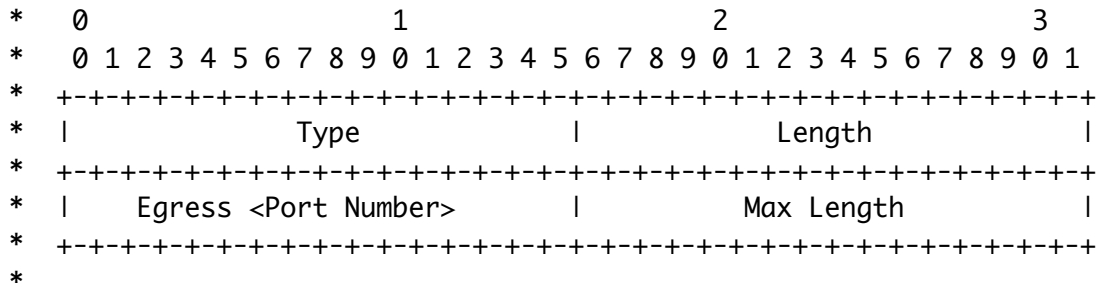 *    0                   1                   2                   3
*    0 1 2 3 4 5 6 7 8 9 0 1 2 3 4 5 6 7 8 9 0 1 2 3 4 5 6 7 8 9 0 1
*   +-+-+-+-+-+-+-+-+-+-+-+-+-+-+-+-+-+-+-+-+-+-+-+-+-+-+-+-+-+-+-+-+
*   |              Type             |            Length             |
*   +-+-+-+-+-+-+-+-+-+-+-+-+-+-+-+-+-+-+-+-+-+-+-+-+-+-+-+-+-+-+-+-+
*   |    Egress <Port Number>       |          Max Length           |
*   +-+-+-+-+-+-+-+-+-+-+-+-+-+-+-+-+-+-+-+-+-+-+-+-+-+-+-+-+-+-+-+-+
*